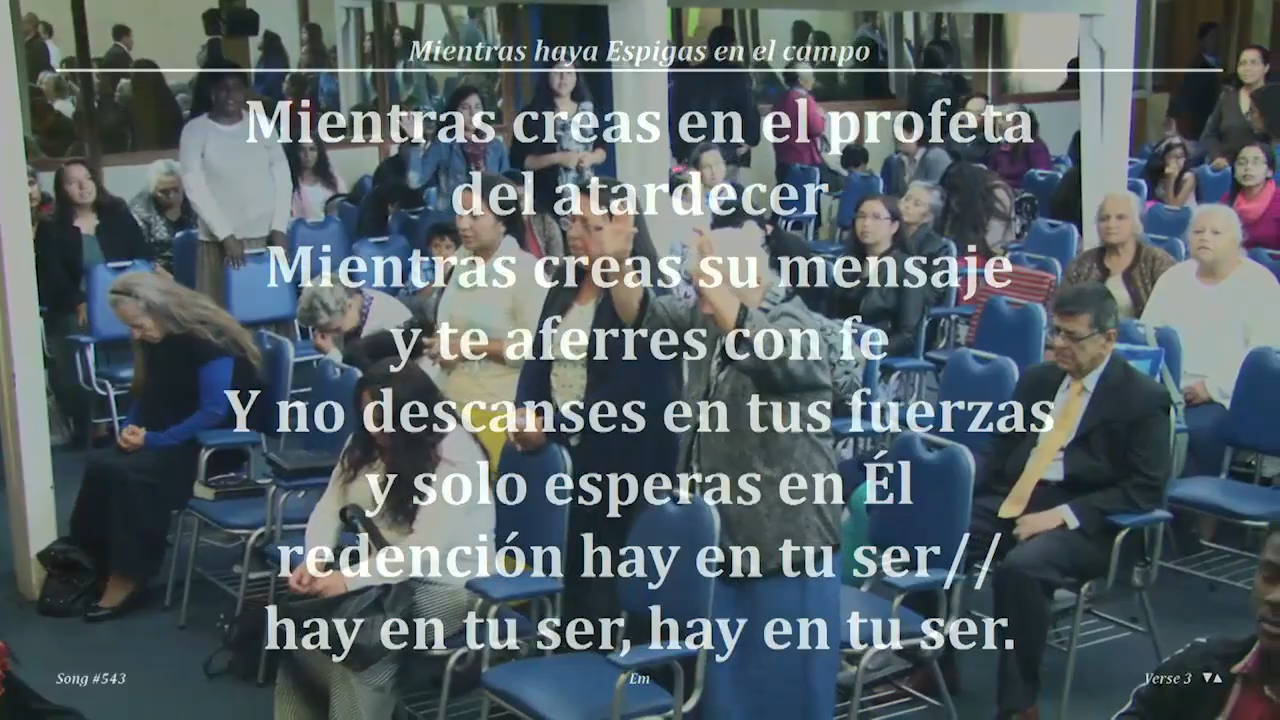 Mientras haya Espigas en el campo
Mientras creas en el profeta
del atardecer
Mientras creas su mensaje
y te aferres con fe
Y no descanses en tus fuerzas
y solo esperas en Él
redención hay en tu ser//
hay en tu ser, hay en tu ser.
Song #543 Em Verse 3 ▼▲